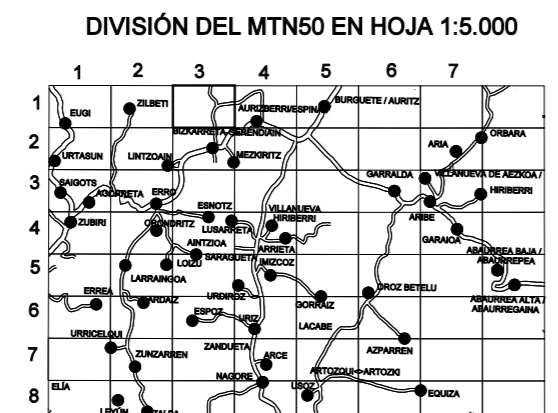 DIVISIÓN DEL MTN50 EN HOJA 1:5.000
1 2 3 4 5 6 7
1
ZILBETI
AURIZBERRI/ESPINAL
BURGUETE / AURITZ
EUGI
2
BIZKARRETA-GERENDIAIN
ORBARA
ARIA
URTASUN
LINTZOAIN
MEZKIRITZ
3
GARRALDA
VILLANUEVA DE AEZKOA /
HIRIBERRI
SAIGOTS
AGORRETA
ERRO
ESNOTZ
VILLANUEVA
HIRIBERRI
ARIBE
4
ZUBIRI
ORONDRITZ
LUSARRETA
GARAIOA
AINTZIOA
ARRIETA
ABAURREA BAJA /
ABAURREPEA
5
LOIZU
SARAGUETA
IMIZCOZ
LARRAINGOA
ERREA
ARDAIZ
URDIROZ
GORRAIZ
OROZ BETELU
ABAURREA ALTA /
ABAURREGAINA
6
ESPOZ
URIZ
LACABE
URRICELQUI
7
ZANDUETA
AZPARREN
ZUNZARREN
ARCE
ARTOZQUI<>ARTOZKI
NAGORE
ELÍA
USOZ
EQUIZA
8